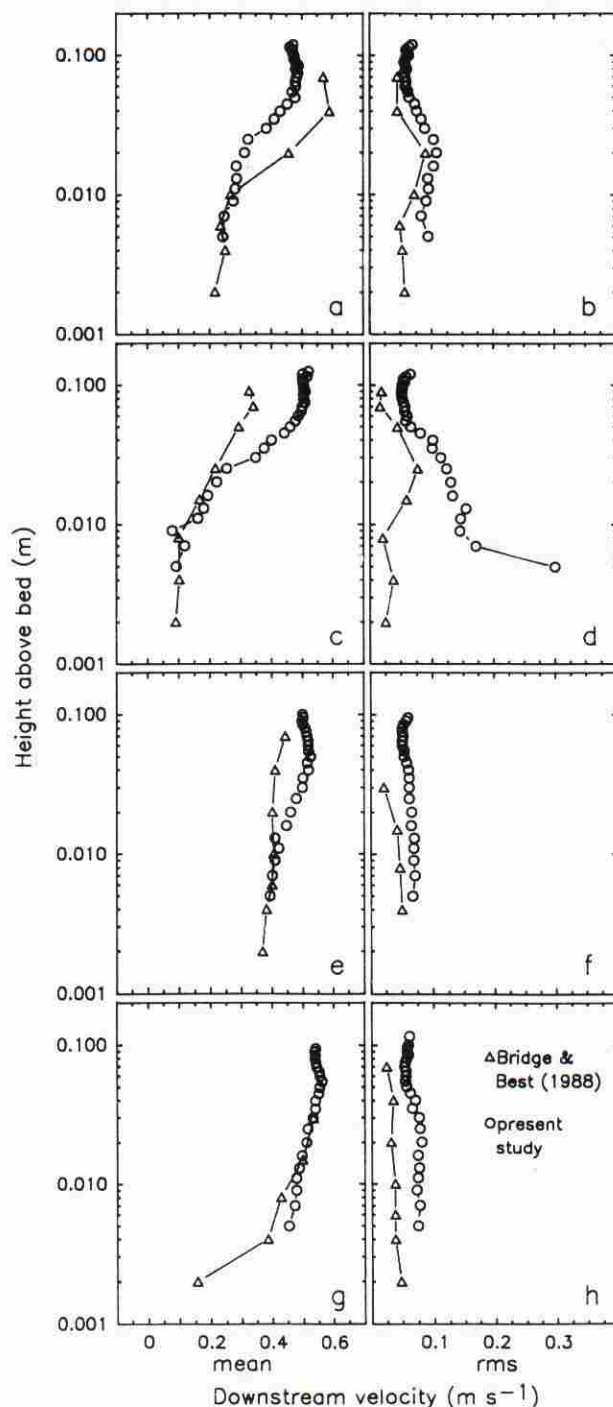 0.100
0.010
0.001
a
b
0.100
0.010
0.001
c
d
0.100
0.010
0.001
e
f
0.100
0.010
0.001
g
h
Height above bed (m)
△ Bridge &
Best (1988)
○ present
study
0 0.2 0.4 0.6
0.1 0.2 0.3
mean
rms
Downstream velocity (m s⁻¹)